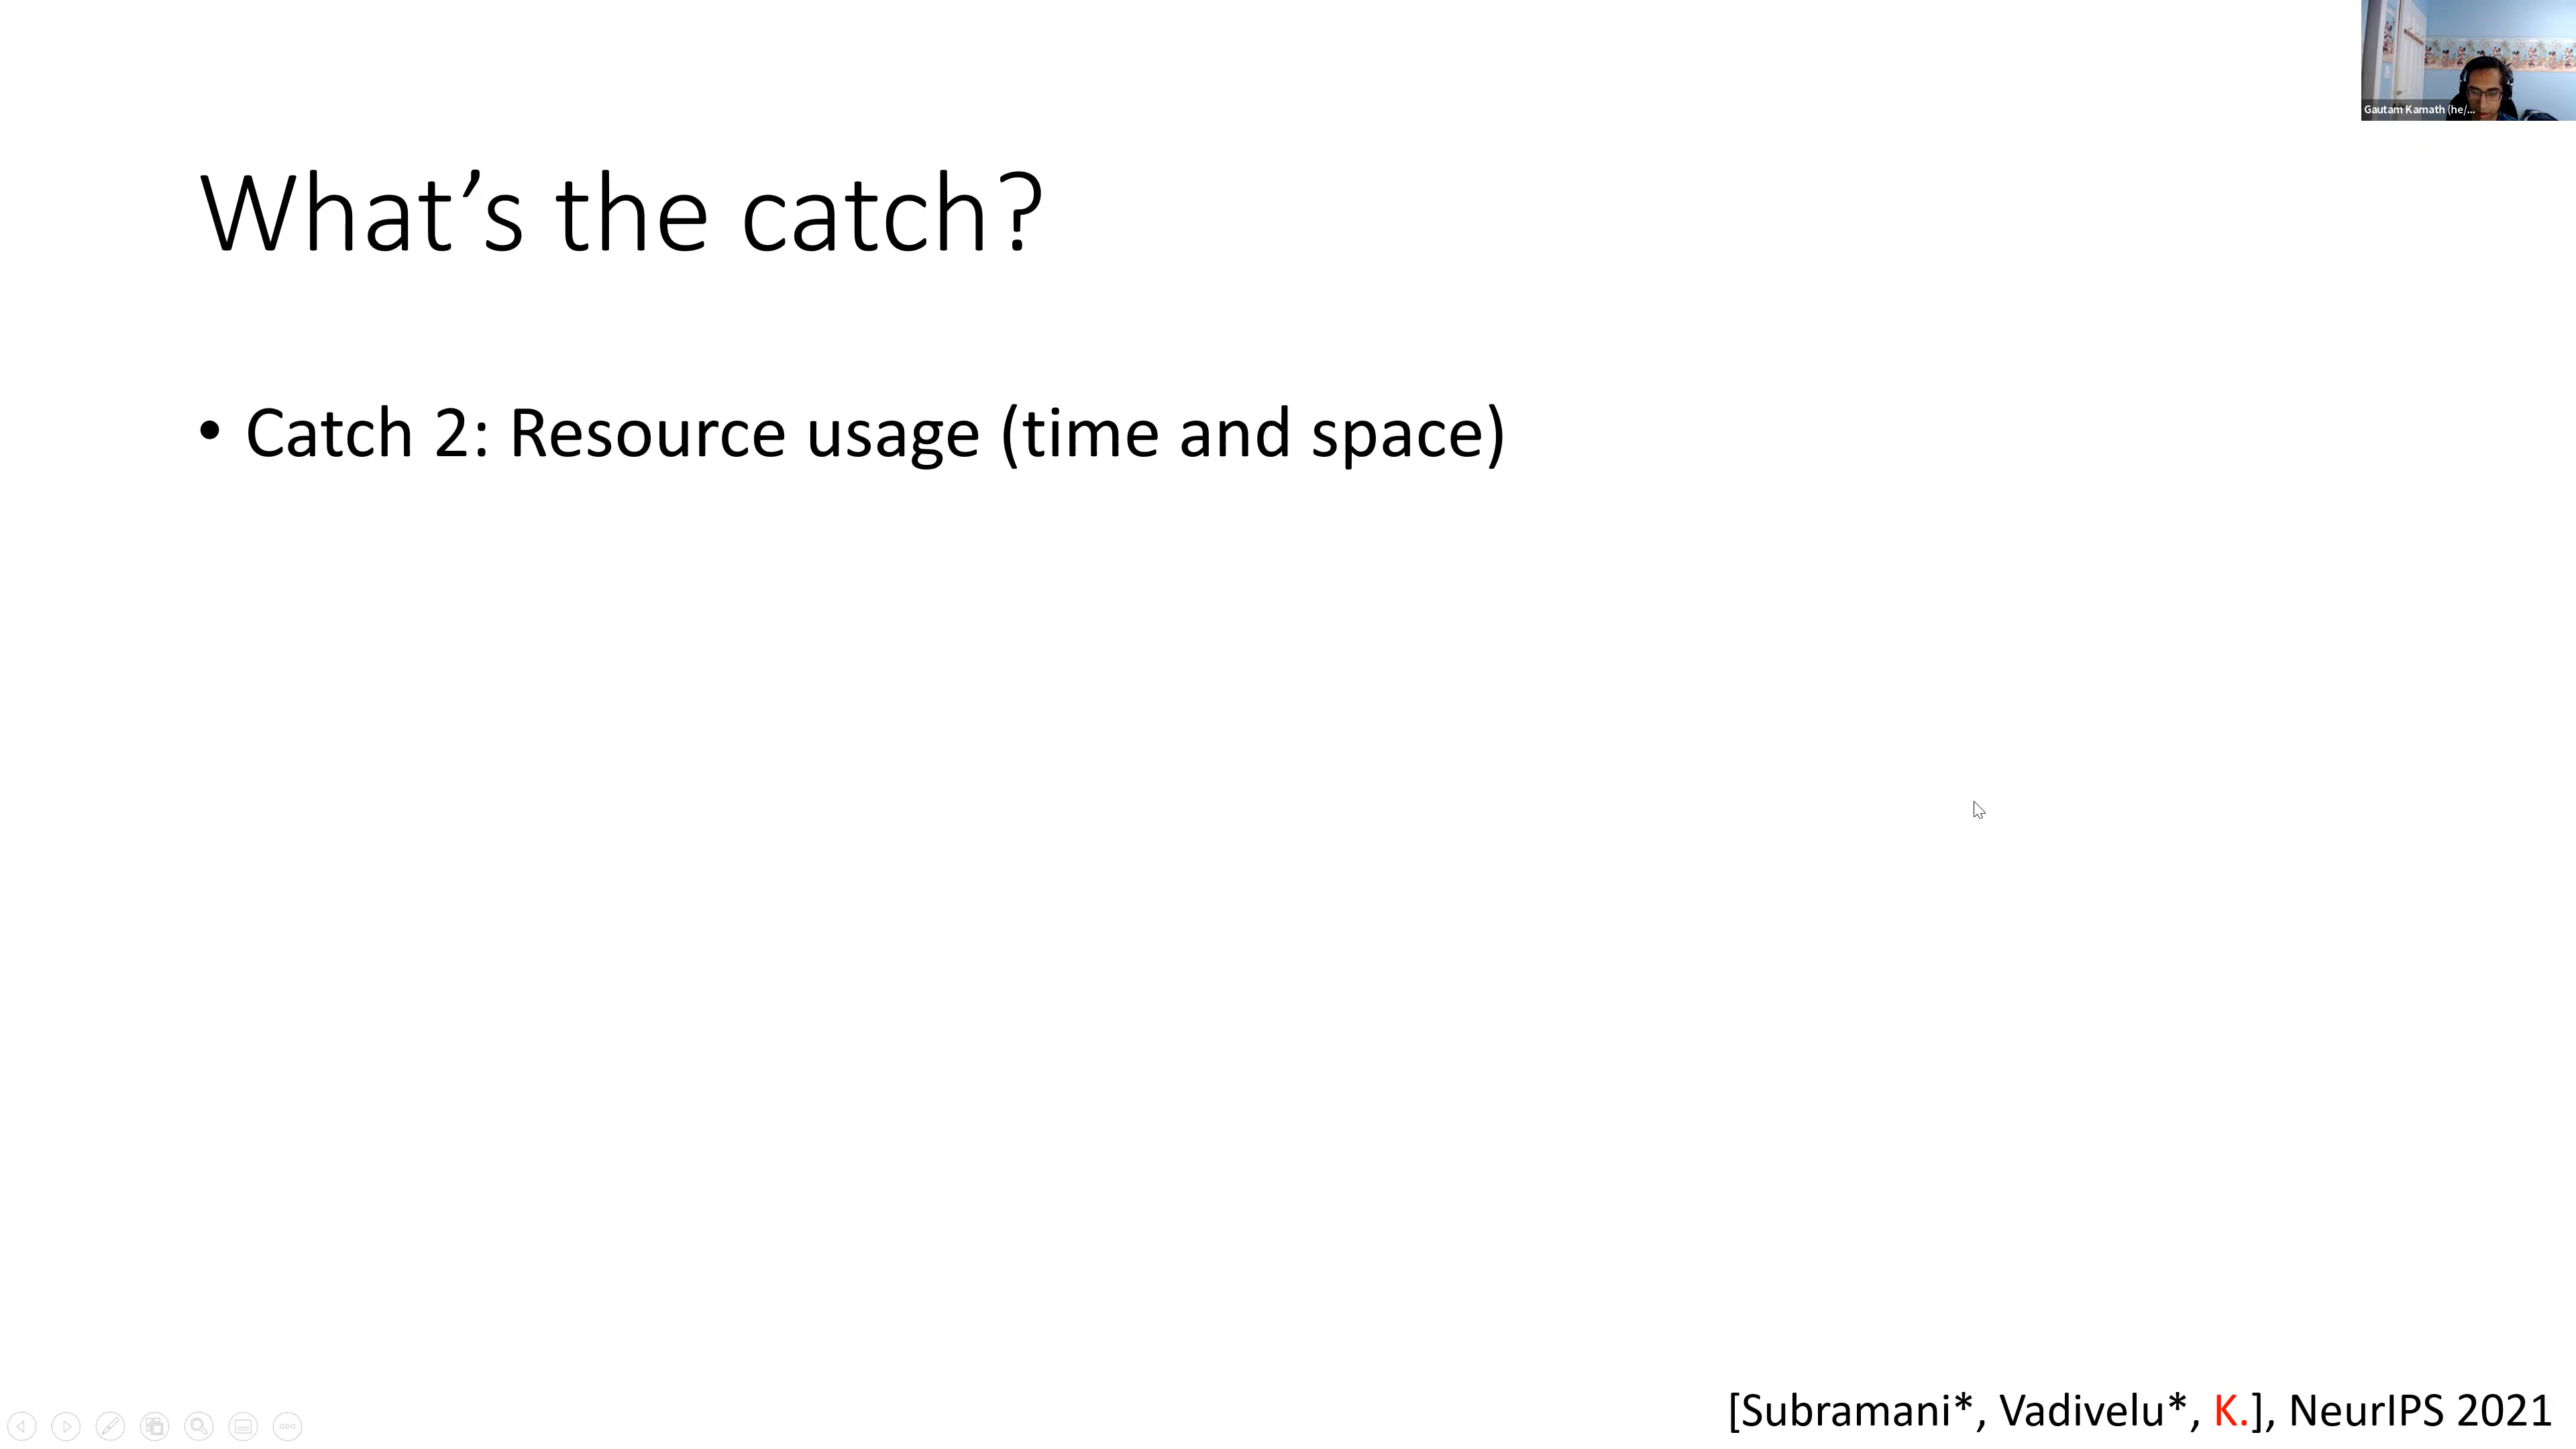 Gautam Kamath (he/...
What's the catch?
• Catch 2: Resource usage (time and space)
[Subramani*, Vadivelu*, K.], NeurIPS 2021